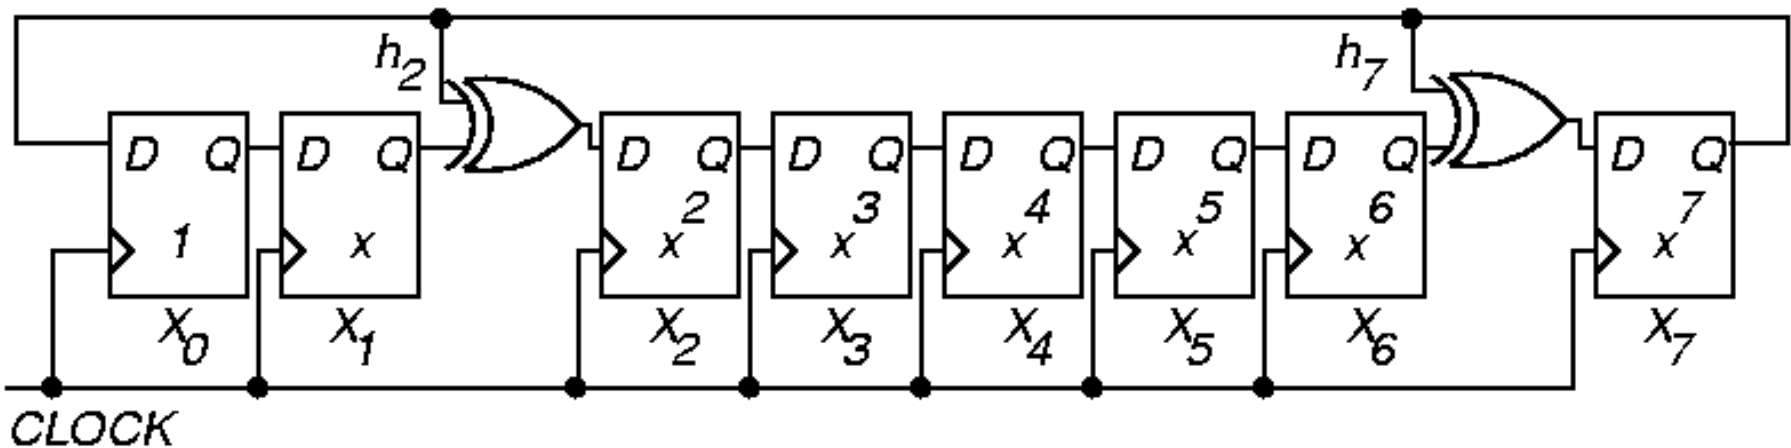 h2 h7
D Q D Q D Q D Q D Q D Q D Q D Q
1 x x2 x3 x4 x5 x6 x7
X0 X1 X2 X3 X4 X5 X6 X7
CLOCK